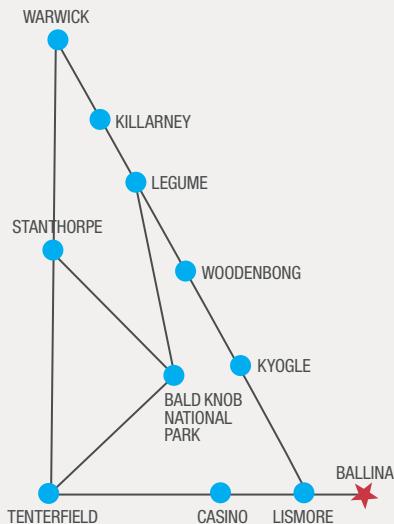 WARWICK
KILLARNEY
LEGUME
STANTHORPE
WOODENBONG
KYOGLE
BALD KNOB
NATIONAL
PARK
BALLINA
TENTERFIELD
CASINO
LISMORE